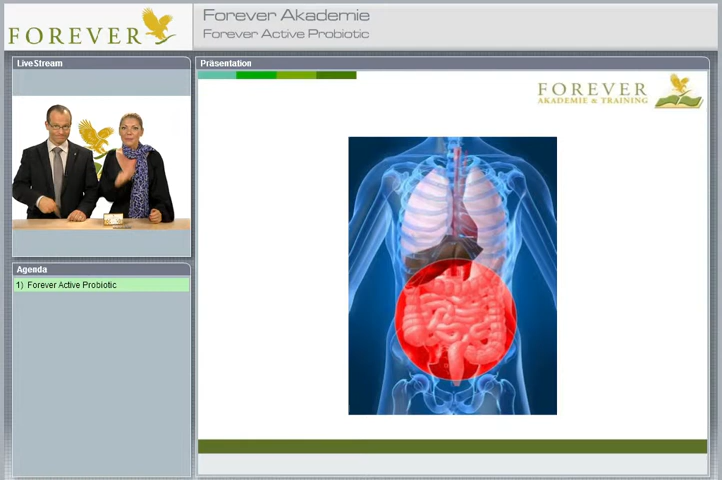 FOREVER
Forever Akademie
Forever Active Probiotic
LiveStream
Präsentation
FOREVER
AKADEMIE & TRAINING
Agenda
1) Forever Active Probiotic